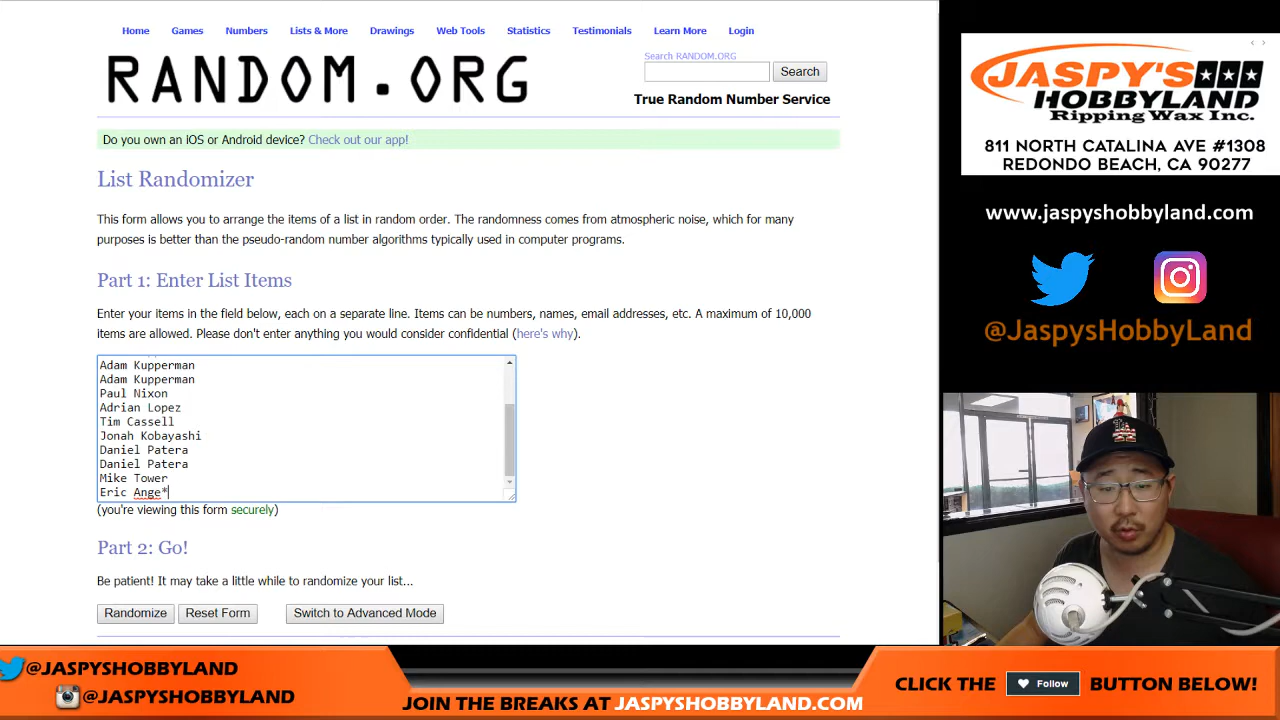 Home Games Numbers Lists & More Drawings Web Tools Statistics Testimonials Learn More Login
RANDOM.ORG
Search RANDOM.ORG
Search
True Random Number Service
Do you own an iOS or Android device? Check out our app!
List Randomizer
This form allows you to arrange the items of a list in random order. The randomness comes from atmospheric noise, which for many
purposes is better than the pseudo-random number algorithms typically used in computer programs.
Part 1: Enter List Items
Enter your items in the field below, each on a separate line. Items can be numbers, names, email addresses, etc. A maximum of 10,000
items are allowed. Please don't enter anything you would consider confidential (here's why).
Adam Kupperman
Adam Kupperman
Paul Nixon
Adrian Lopez
Tim Cassell
Jonah Kobayashi
Daniel Patera
Daniel Patera
Mike Tower
Eric Ange*
(you're viewing this form securely)
Part 2: Go!
Be patient! It may take a little while to randomize your list...
Randomize Reset Form Switch to Advanced Mode
JASPY'S
HOBBYLAND
Ripping Wax Inc.
811 NORTH CATALINA AVE #1308
REDONDO BEACH, CA 90277
www.jaspyshobbyland.com
@JaspysHobbyLand
@JASPYSHOBBYLAND
@JASPYSHOBBYLAND
JOIN THE BREAKS AT JASPYSHOBBYLAND.COM
CLICK THE Follow BUTTON BELOW!